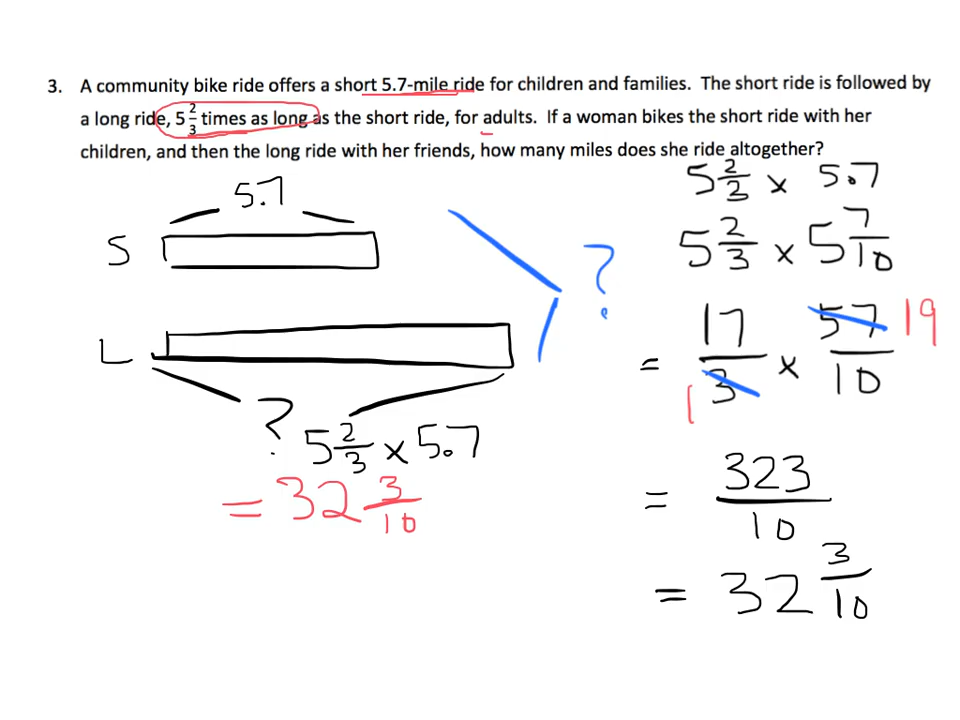 3. A community bike ride offers a short 5.7-mile ride for children and families. The short ride is followed by
a long ride, 5 2/3 times as long as the short ride, for adults. If a woman bikes the short ride with her
children, and then the long ride with her friends, how many miles does she ride altogether?
5.7
S
L
?
5 2/3 x 5.7
= 32 3/10
?
5 2/3 x 5.7
5 2/3 x 5 7/10
= 17/3 x 57/10 19
1
= 323/10
= 32 3/10